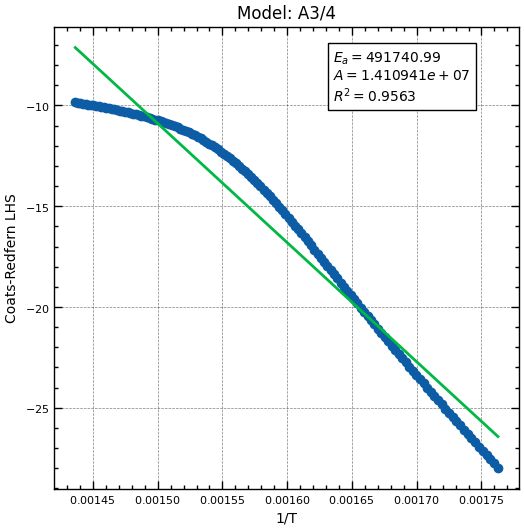 Model: A3/4
E_a = 491740.99
A = 1.410941e + 07
R^2 = 0.9563
Coats-Redfern LHS
−10
−15
−20
−25
0.00145 0.00150 0.00155 0.00160 0.00165 0.00170 0.00175
1/T